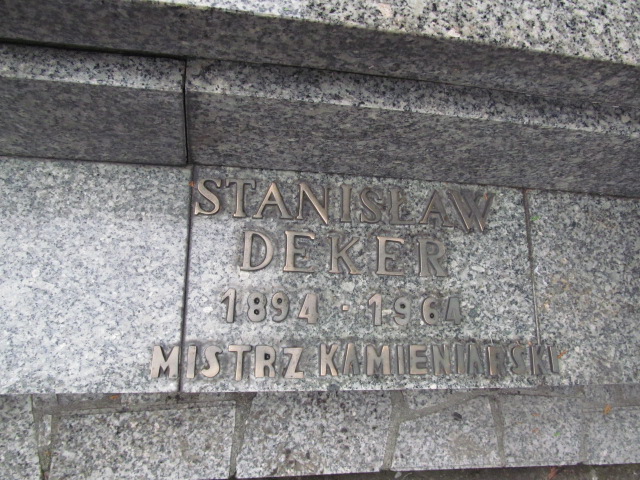 STANISŁAW
DEKER
1894 - 1964
MISTRZ KAMIENIARSKI